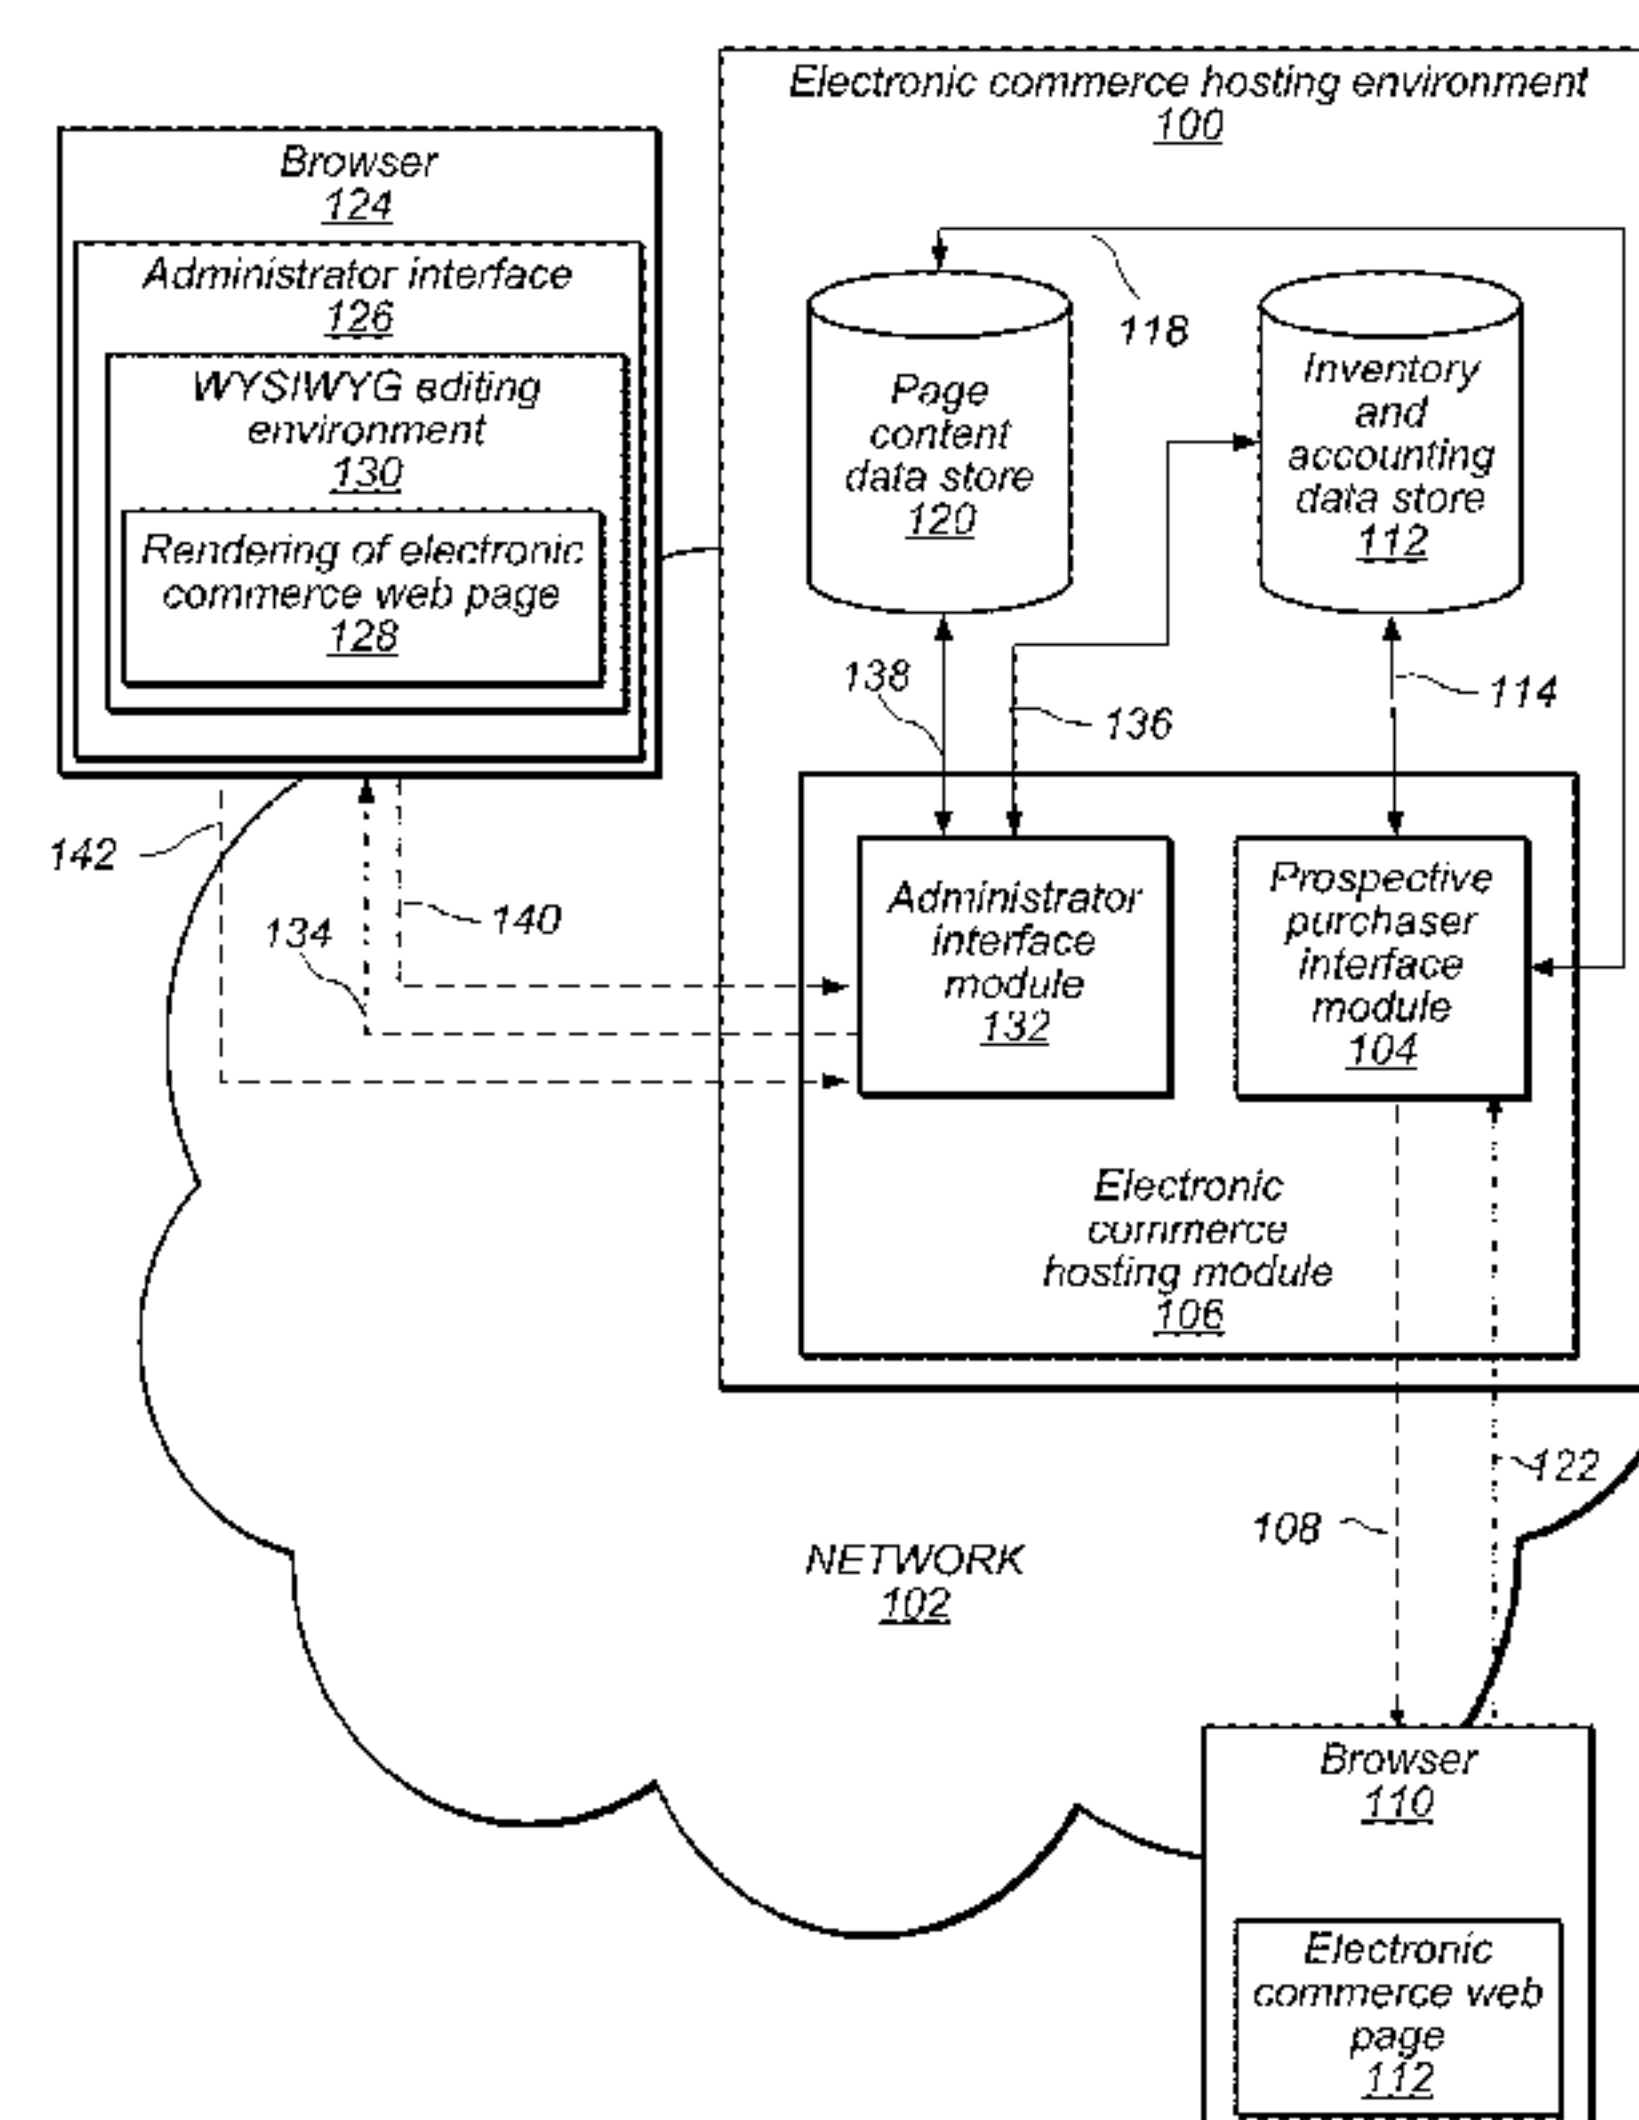 Electronic commerce hosting environment
100
Browser
124
Administrator interface
126
WYSIWYG editing
environment
130
Rendering of electronic
commerce web page
128
118
Page
content
data store
120
Inventory
and
accounting
data store
112
138
136
114
142
134
140
Administrator
interface
module
132
Prospective
purchaser
interface
module
104
Electronic
commerce
hosting module
106
122
108
NETWORK
102
Browser
110
Electronic
commerce web
page
112